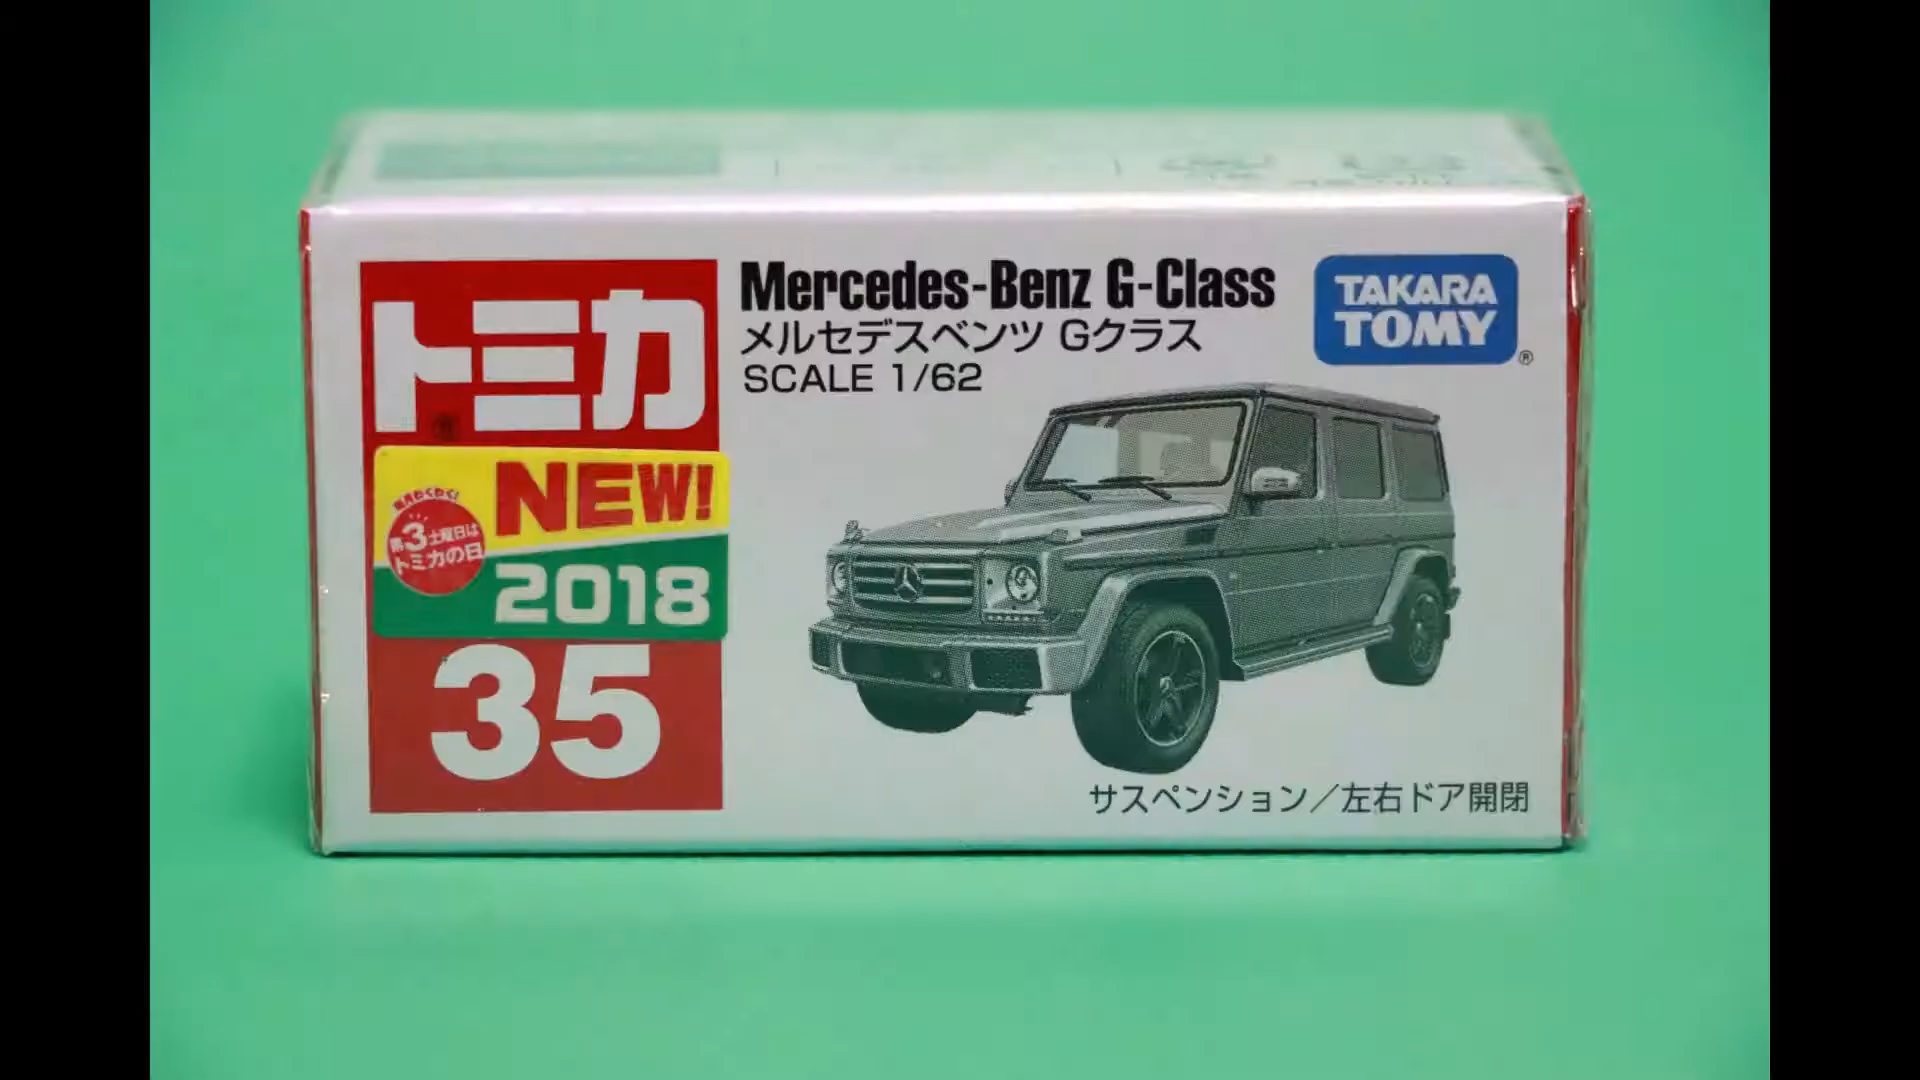 トミカ
Mercedes-Benz G-Class
メルセデスベンツ Gクラス
SCALE 1/62
TAKARA
TOMY
®
NEW!
第3土曜日は
トミカの日
2018
35
サスペンション／左右ドア開閉